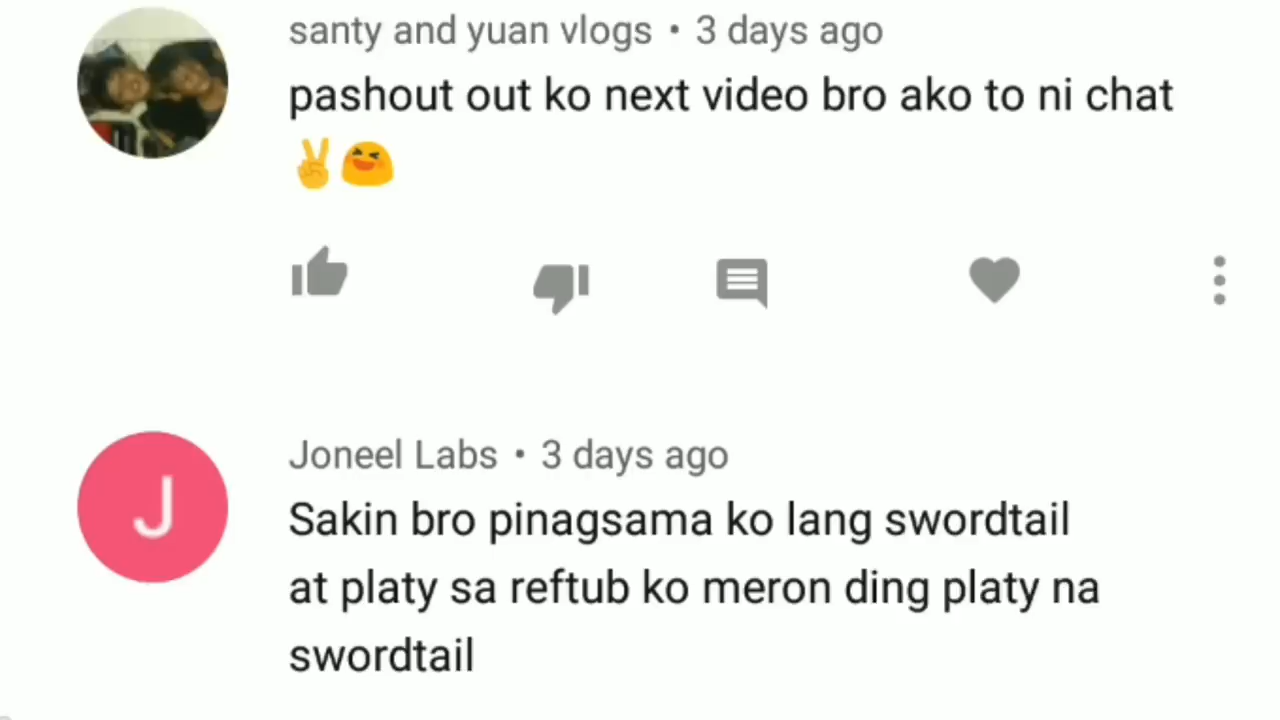 santy and yuan vlogs • 3 days ago
pashout out ko next video bro ako to ni chat
✌😆
J
Joneel Labs • 3 days ago
Sakin bro pinagsama ko lang swordtail
at platy sa reftub ko meron ding platy na
swordtail